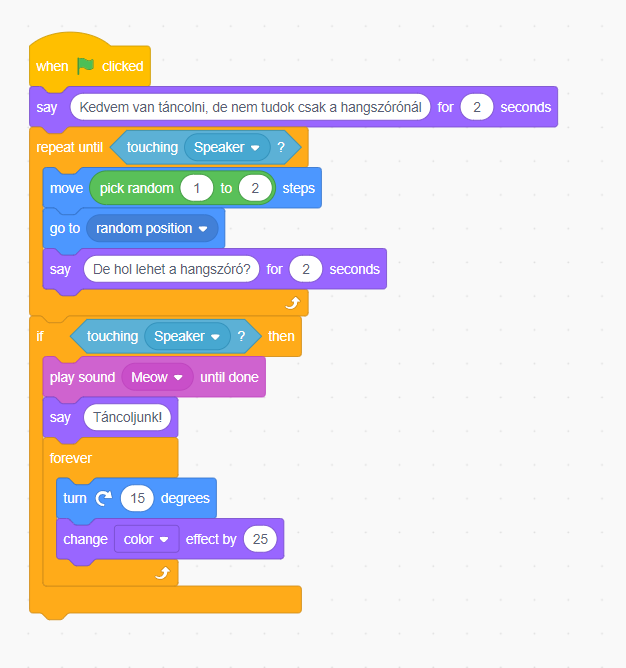 when clicked
say Kedvem van táncolni, de nem tudok csak a hangszórónál for 2 seconds
repeat until touching Speaker ?
move pick random 1 to 2 steps
go to random position
say De hol lehet a hangszóró? for 2 seconds
if touching Speaker ? then
play sound Meow until done
say Táncoljunk!
forever
turn 15 degrees
change color effect by 25